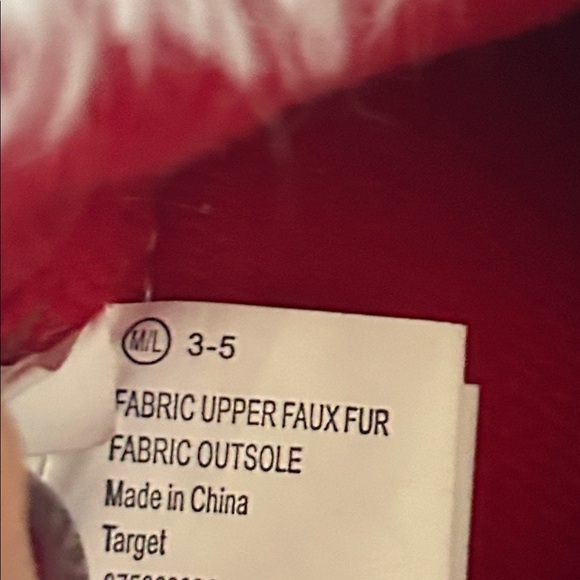 M/L 3-5
FABRIC UPPER FAUX FUR
FABRIC OUTSOLE
Made in China
Target